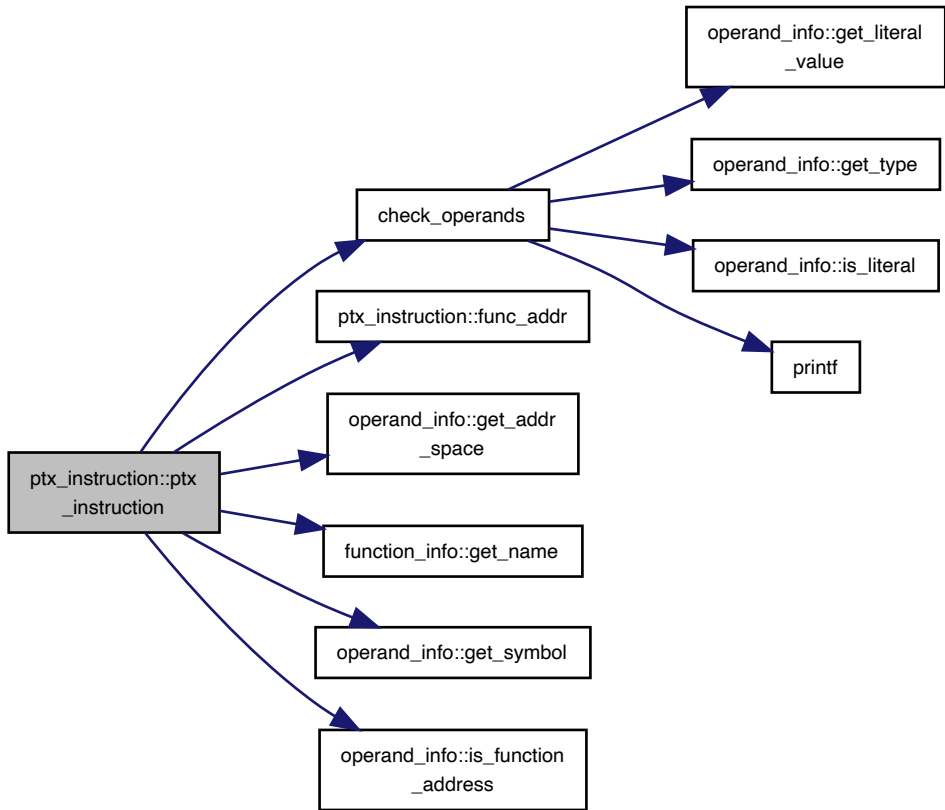 operand_info::get_literal
_value
operand_info::get_type
check_operands
operand_info::is_literal
ptx_instruction::func_addr
printf
operand_info::get_addr
_space
ptx_instruction::ptx
_instruction
function_info::get_name
operand_info::get_symbol
operand_info::is_function
_address